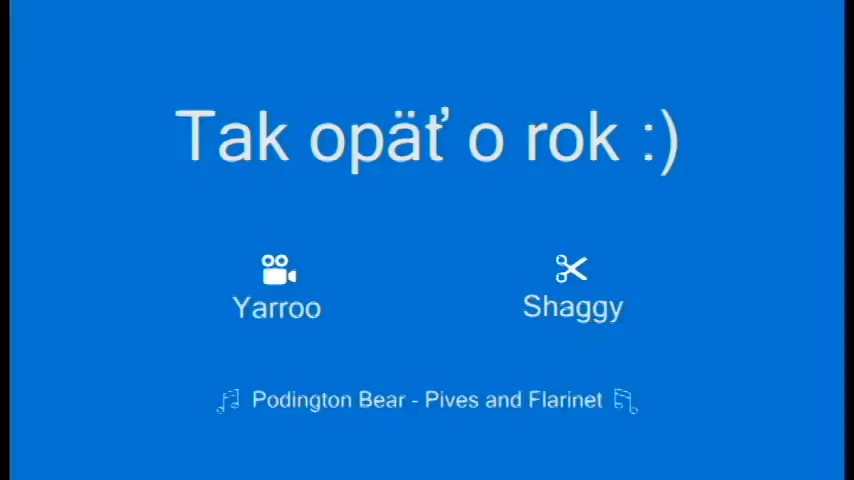 Tak opäť o rok :)
Yarroo
Shaggy
Podington Bear - Pives and Flarinet